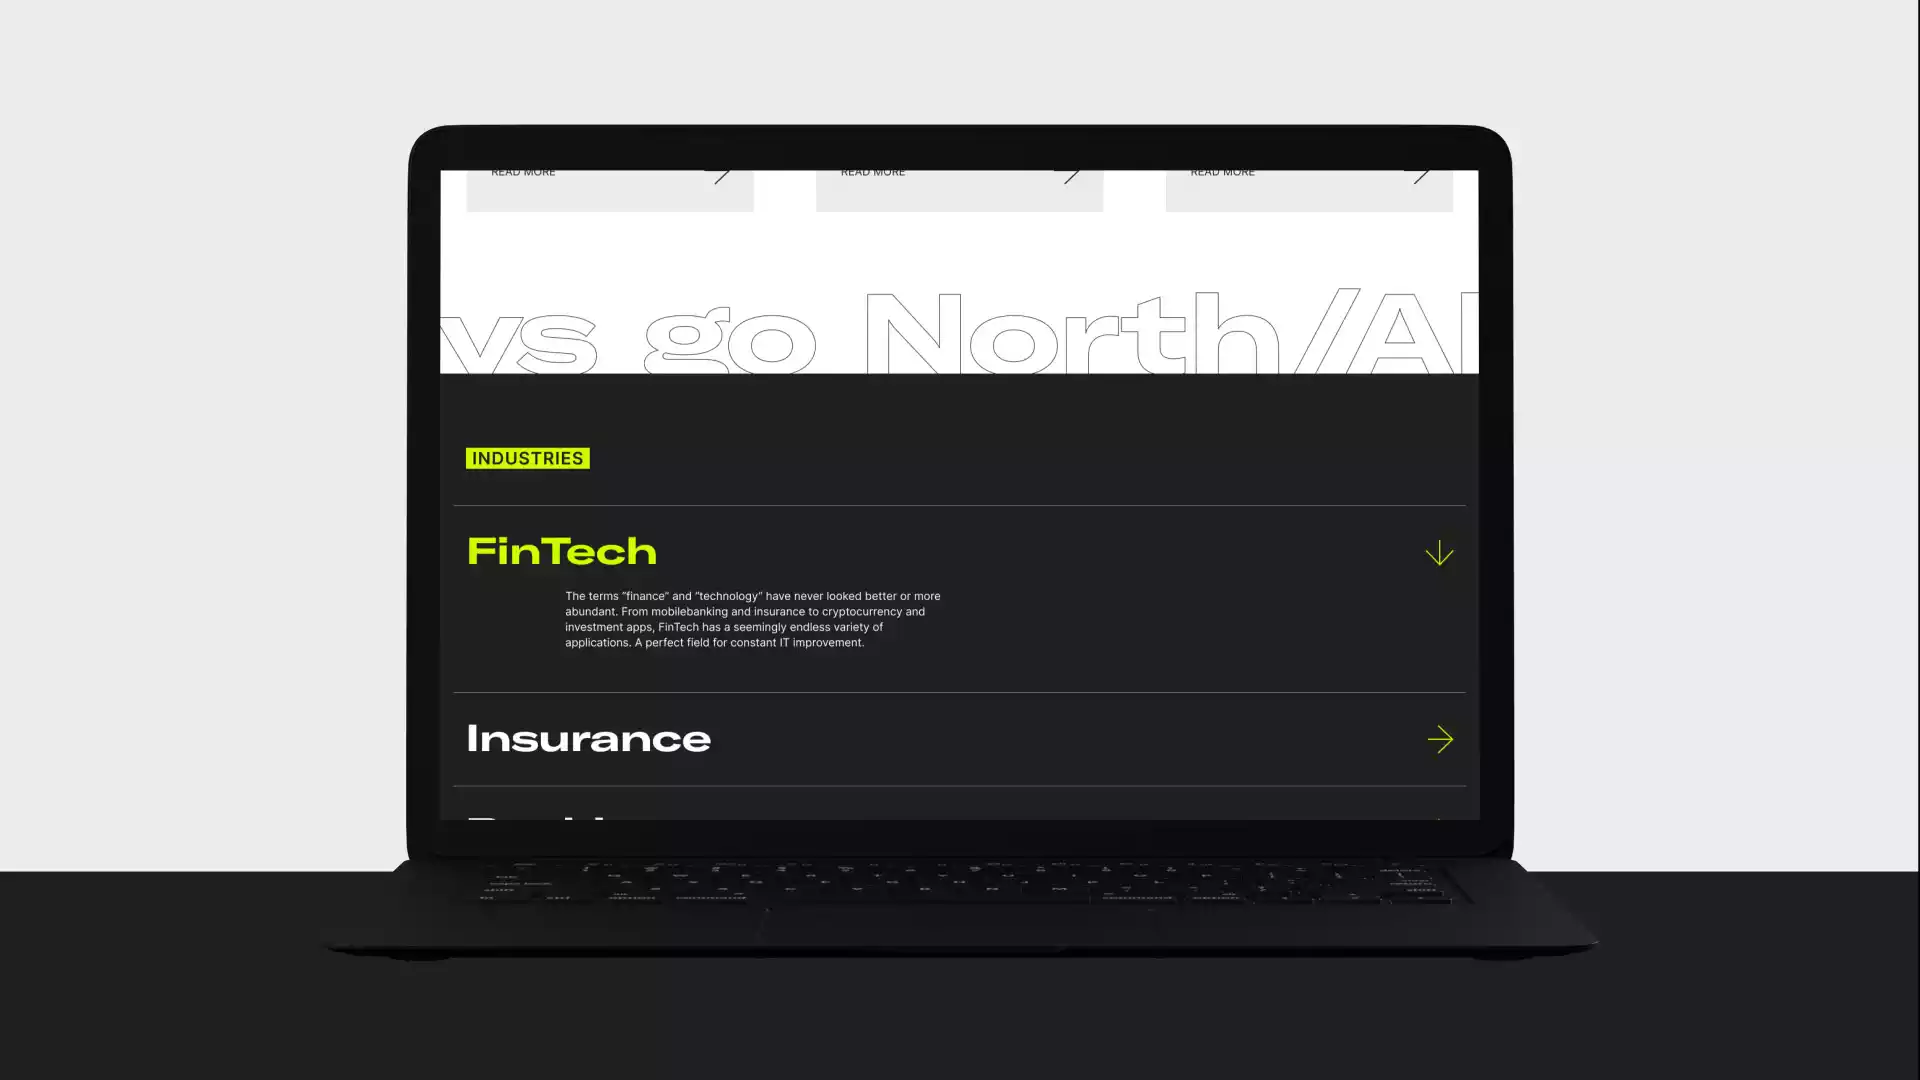 READ MORE READ MORE READ MORE
ys go North/Al
INDUSTRIES
FinTech
The terms “finance” and “technology” have never looked better or more
abundant. From mobilebanking and insurance to cryptocurrency and
investment apps, FinTech has a seemingly endless variety of
applications. A perfect field for constant IT improvement.
Insurance